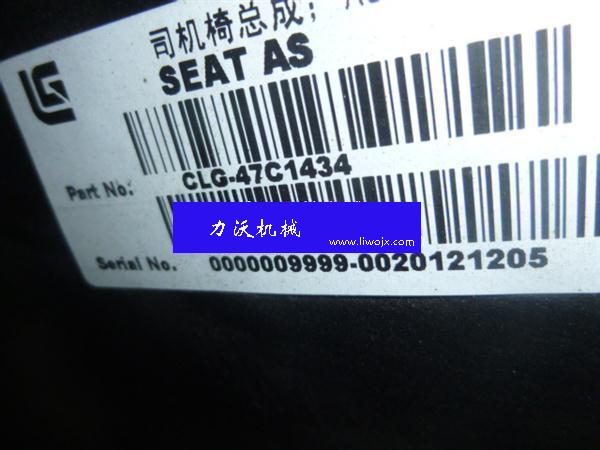 司机椅总成;
SEAT AS
Part No: CLG-47C1434
力沃机械
www.liwojx.com
Serial No. 0000009999-0020121205